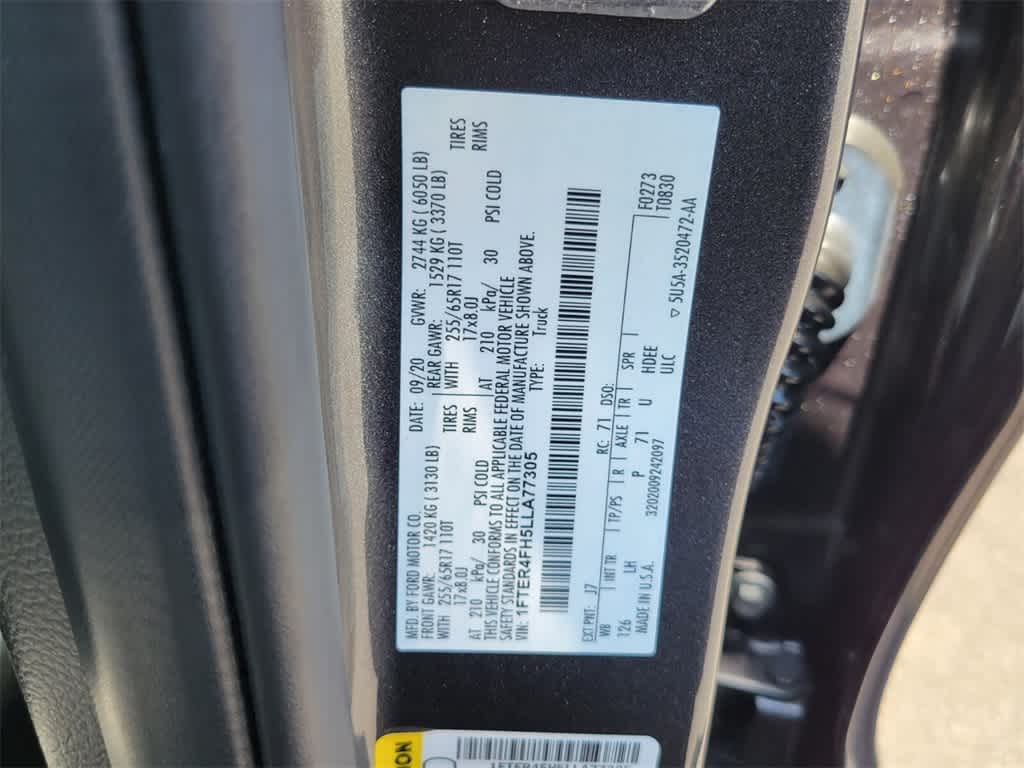 MFD. BY FORD MOTOR CO. DATE: 09/20 GVWR: 2744 KG ( 6050 LB)
FRONT GAWR: 1420 KG ( 3130 LB) REAR GAWR: 1529 KG ( 3370 LB)
WITH 255/65R17 110T TIRES WITH 255/65R17 110T TIRES
17x8.0J RIMS 17x8.0J RIMS
AT 210 kPa/ 30 PSI COLD AT 210 kPa/ 30 PSI COLD
THIS VEHICLE CONFORMS TO ALL APPLICABLE FEDERAL MOTOR VEHICLE
SAFETY STANDARDS IN EFFECT ON THE DATE OF MANUFACTURE SHOWN ABOVE.
VIN: 1FTER4FH5LLA77305 TYPE: Truck
EXT PNT: J7 RC: 71 DSO: F0273
WB INT TR TP/PS R AXLE TR SPR T0830
126 LH P 71 U HDEE
MADE IN U.S.A. 3202009242097 ULC
▽ 5U5A-3520472-AA
1FTER4FH5LLA77305